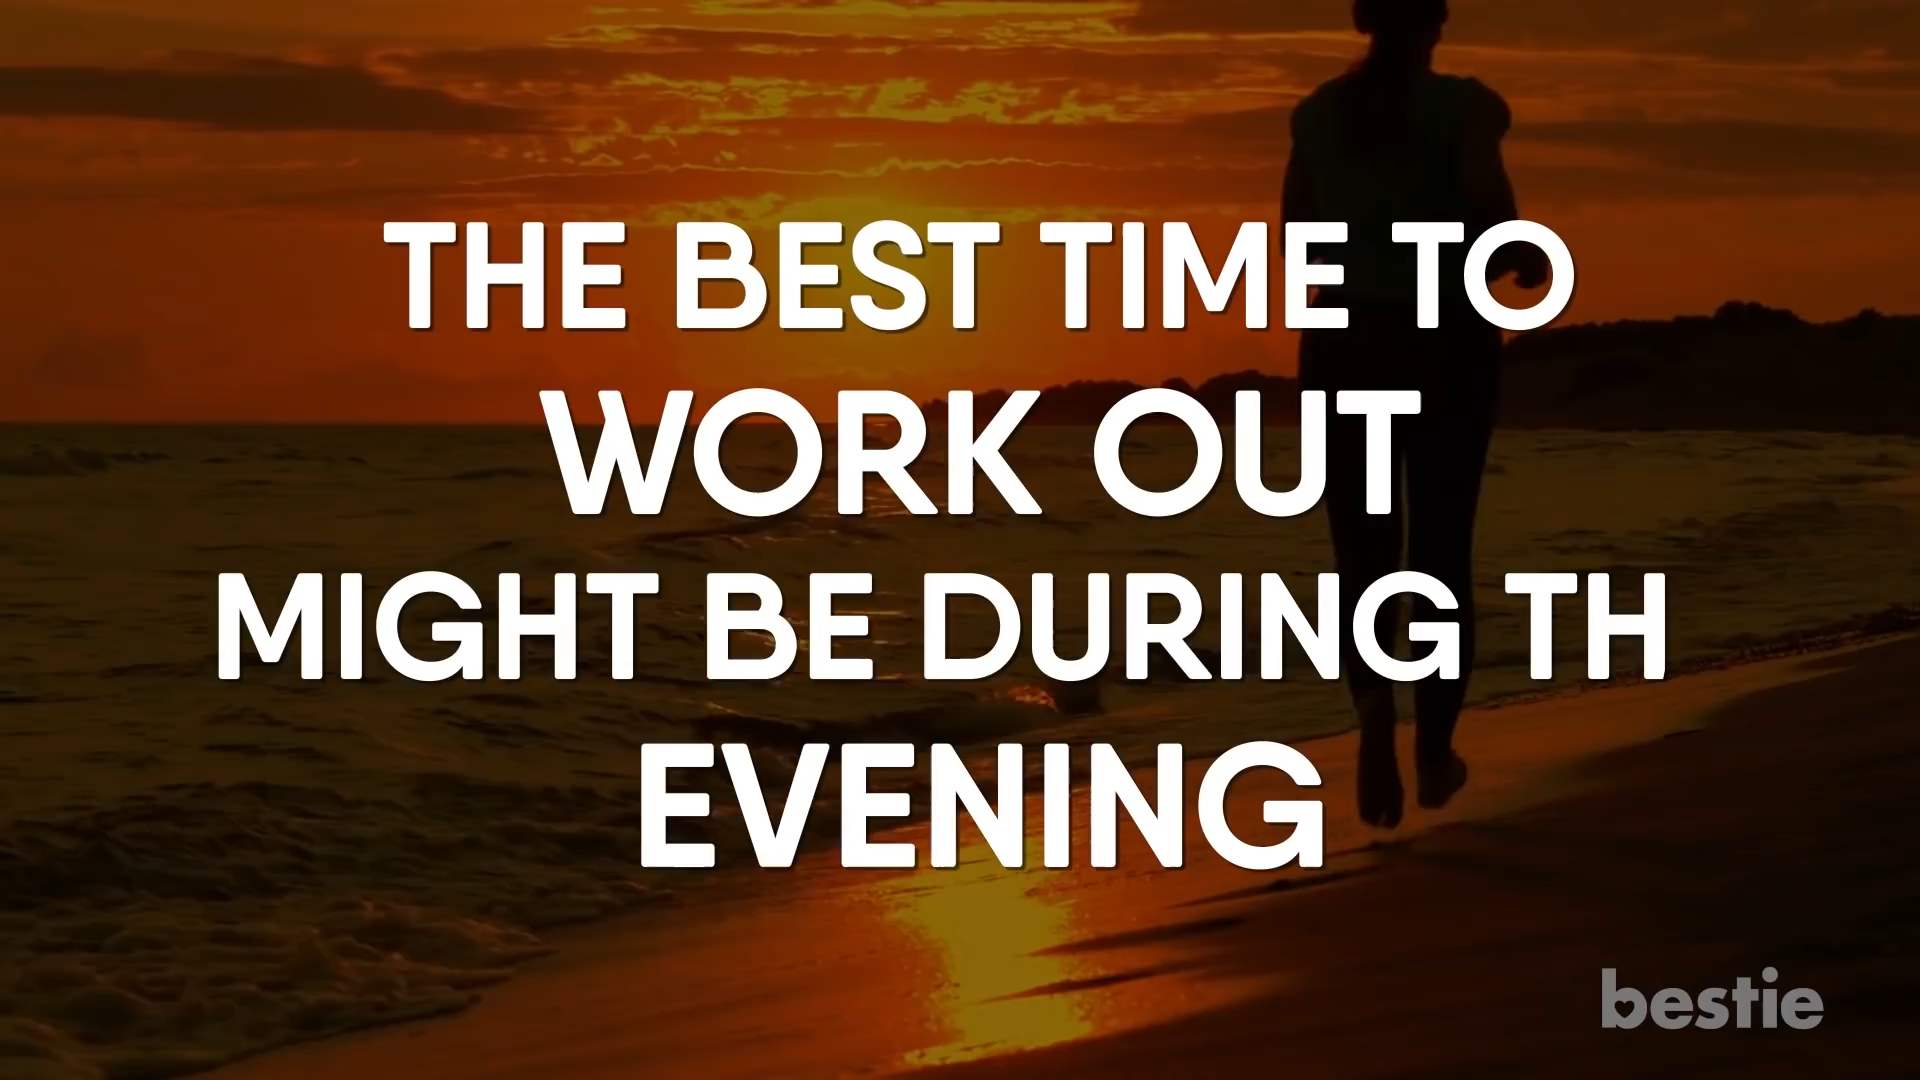 THE BEST TIME TO
WORK OUT
MIGHT BE DURING TH
EVENING
bestie